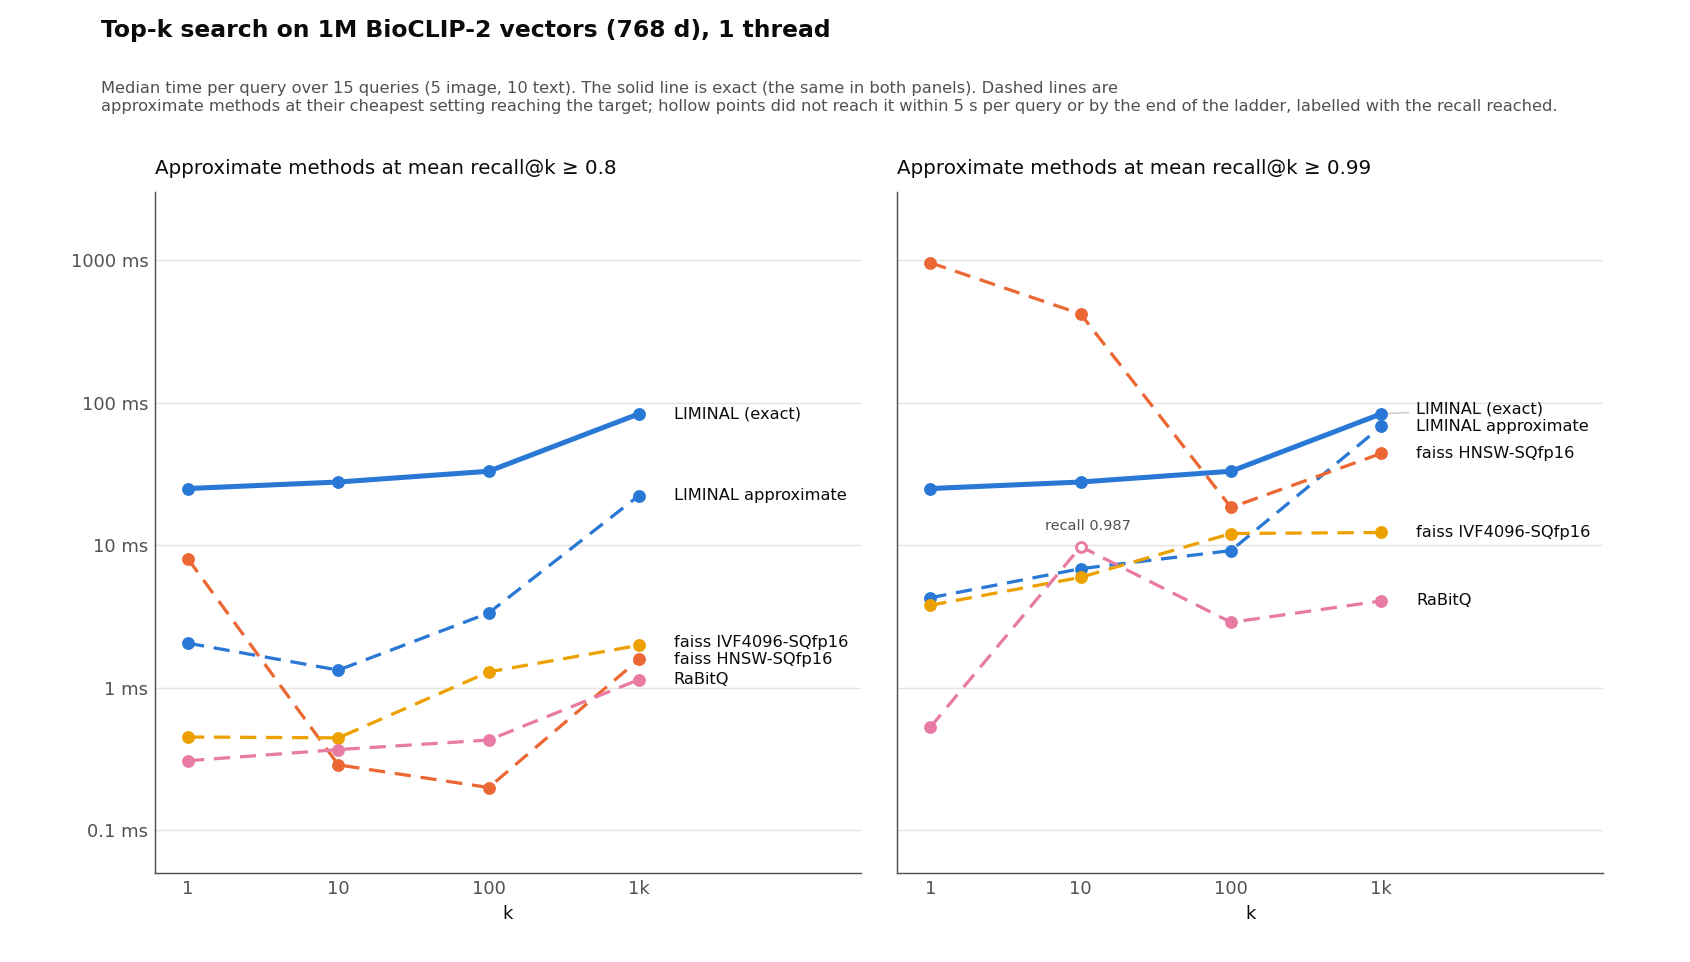 Top-k search on 1M BioCLIP-2 vectors (768 d), 1 thread
Median time per query over 15 queries (5 image, 10 text). The solid line is exact (the same in both panels). Dashed lines are
approximate methods at their cheapest setting reaching the target; hollow points did not reach it within 5 s per query or by the end of the ladder, labelled with the recall reached.
Approximate methods at mean recall@k ≥ 0.8
1000 ms
100 ms
10 ms
1 ms
0.1 ms
LIMINAL (exact)
LIMINAL approximate
faiss IVF4096-SQfp16
faiss HNSW-SQfp16
RaBitQ
1
10
100
1k
k
Approximate methods at mean recall@k ≥ 0.99
LIMINAL (exact)
LIMINAL approximate
faiss HNSW-SQfp16
recall 0.987
faiss IVF4096-SQfp16
RaBitQ
1
10
100
1k
k